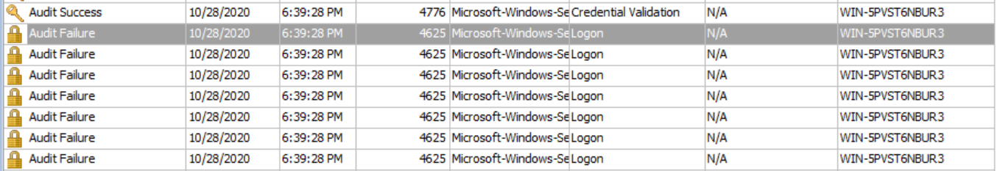 Audit Success 10/28/2020 6:39:28 PM 4776 Microsoft-Windows-Se Credential Validation N/A WIN-5PVST6NBUR3
Audit Failure 10/28/2020 6:39:28 PM 4625 Microsoft-Windows-Se Logon N/A WIN-5PVST6NBUR3
Audit Failure 10/28/2020 6:39:28 PM 4625 Microsoft-Windows-Se Logon N/A WIN-5PVST6NBUR3
Audit Failure 10/28/2020 6:39:28 PM 4625 Microsoft-Windows-Se Logon N/A WIN-5PVST6NBUR3
Audit Failure 10/28/2020 6:39:28 PM 4625 Microsoft-Windows-Se Logon N/A WIN-5PVST6NBUR3
Audit Failure 10/28/2020 6:39:28 PM 4625 Microsoft-Windows-Se Logon N/A WIN-5PVST6NBUR3
Audit Failure 10/28/2020 6:39:28 PM 4625 Microsoft-Windows-Se Logon N/A WIN-5PVST6NBUR3
Audit Failure 10/28/2020 6:39:28 PM 4625 Microsoft-Windows-Se Logon N/A WIN-5PVST6NBUR3